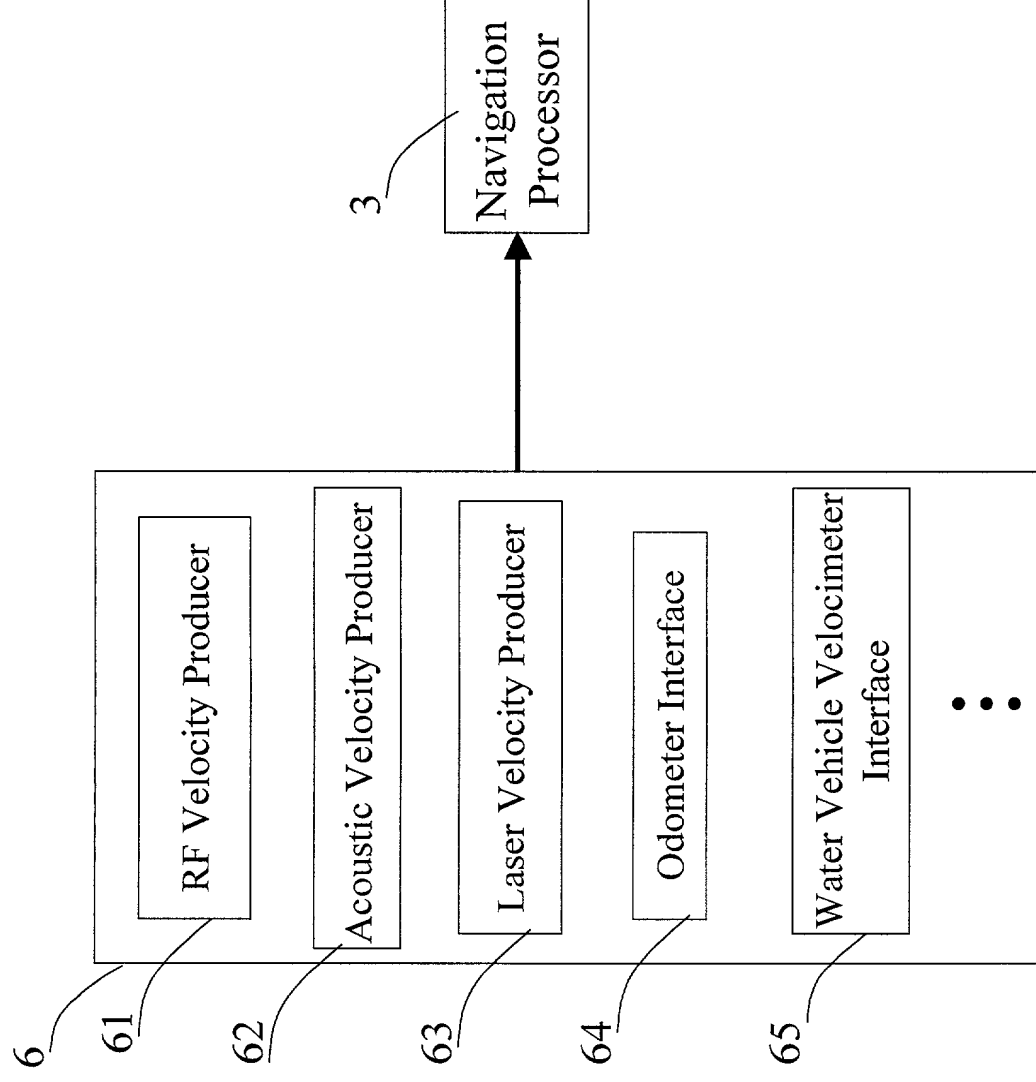 6
61
RF Velocity Producer
62
Acoustic Velocity Producer
63
Laser Velocity Producer
64
Odometer Interface
65
Water Vehicle Velocimeter
Interface
3
Navigation
Processor